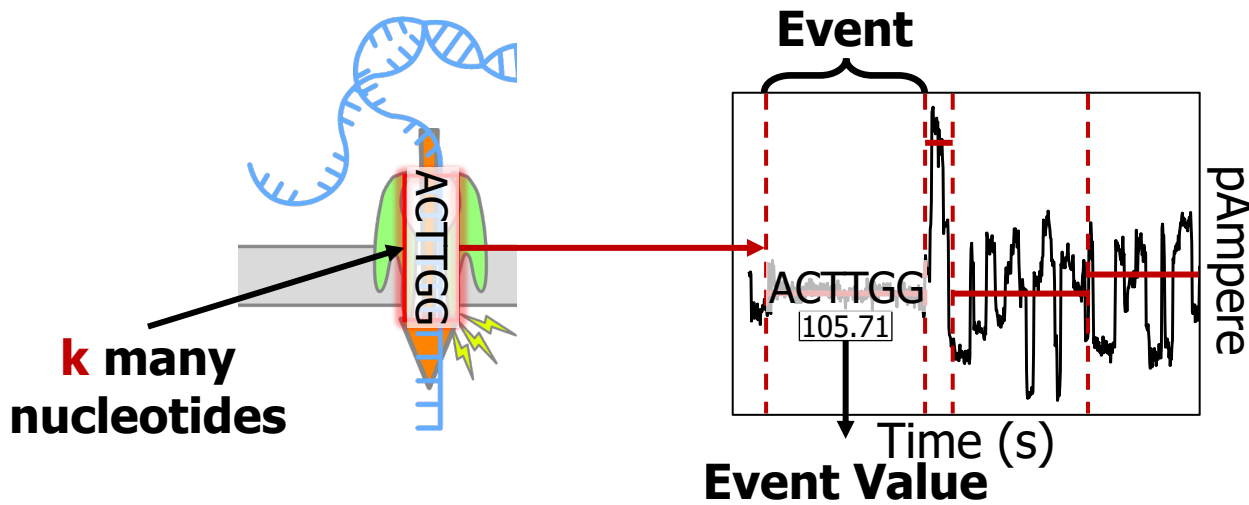 Event
ACTTGG
k many
nucleotides
ACTTGG
105.71
pAmpere
Time (s)
Event Value